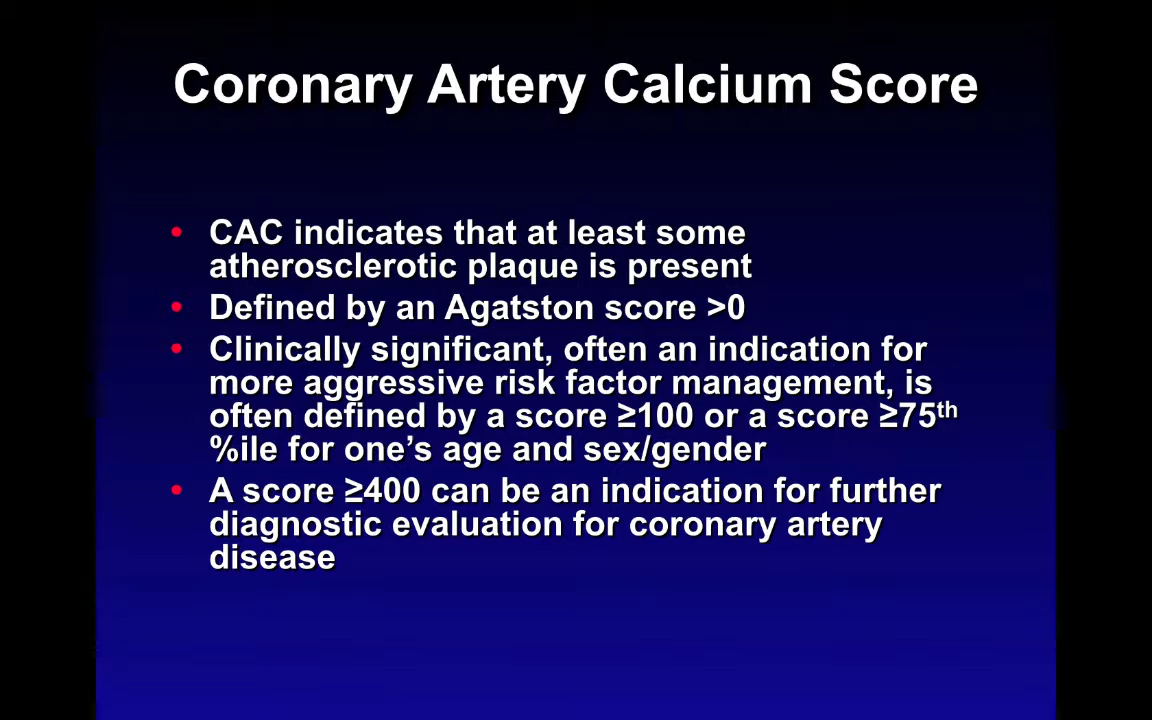 Coronary Artery Calcium Score
• CAC indicates that at least some
atherosclerotic plaque is present
• Defined by an Agatston score >0
• Clinically significant, often an indication for
more aggressive risk factor management, is
often defined by a score ≥100 or a score ≥75th
%ile for one’s age and sex/gender
• A score ≥400 can be an indication for further
diagnostic evaluation for coronary artery
disease